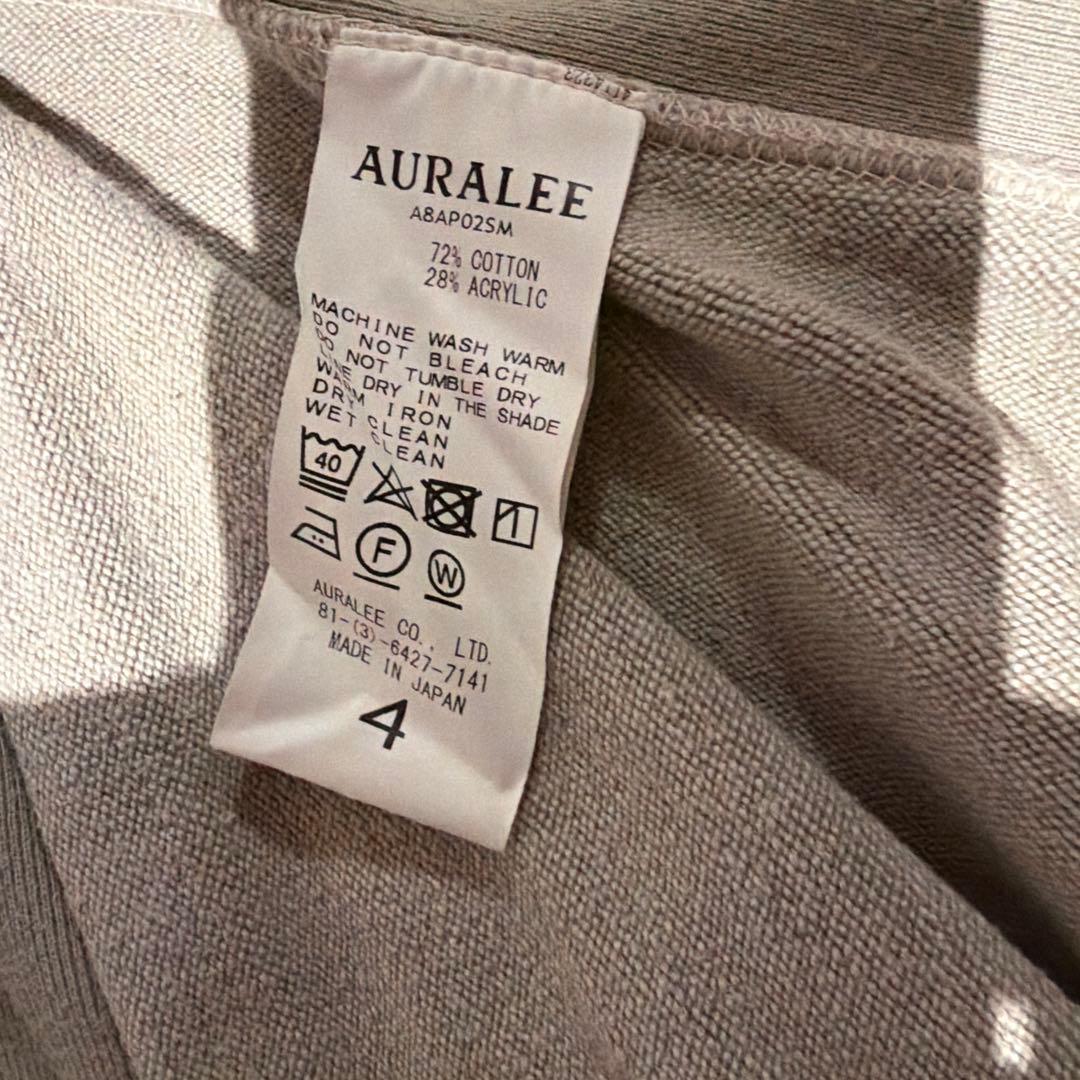 AURALEE
A8AP02SM
72% COTTON
28% ACRYLIC
MACHINE WASH WARM
DO NOT BLEACH
DO NOT TUMBLE DRY
LINE DRY IN THE SHADE
WARM IRON
DRY CLEAN
WET CLEAN
40
F
W
AURALEE CO., LTD.
81-(3)-6427-7141
MADE IN JAPAN
4